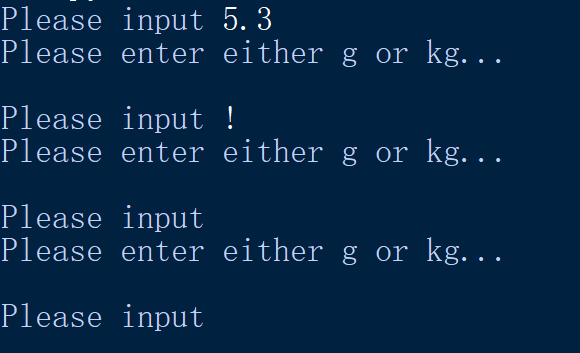 Please input 5.3
Please enter either g or kg...
Please input !
Please enter either g or kg...
Please input
Please enter either g or kg...
Please input